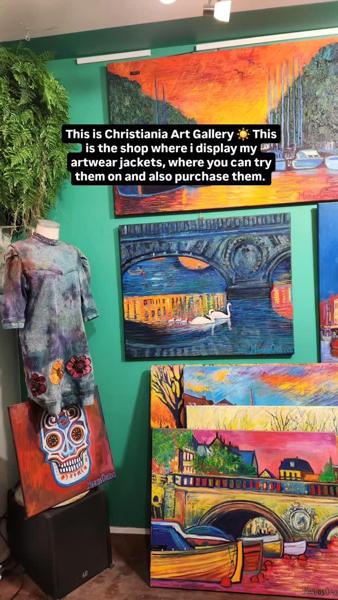 This is Christiania Art Gallery ☀️ This
is the shop where i display my
artwear jackets, where you can try
them on and also purchase them.